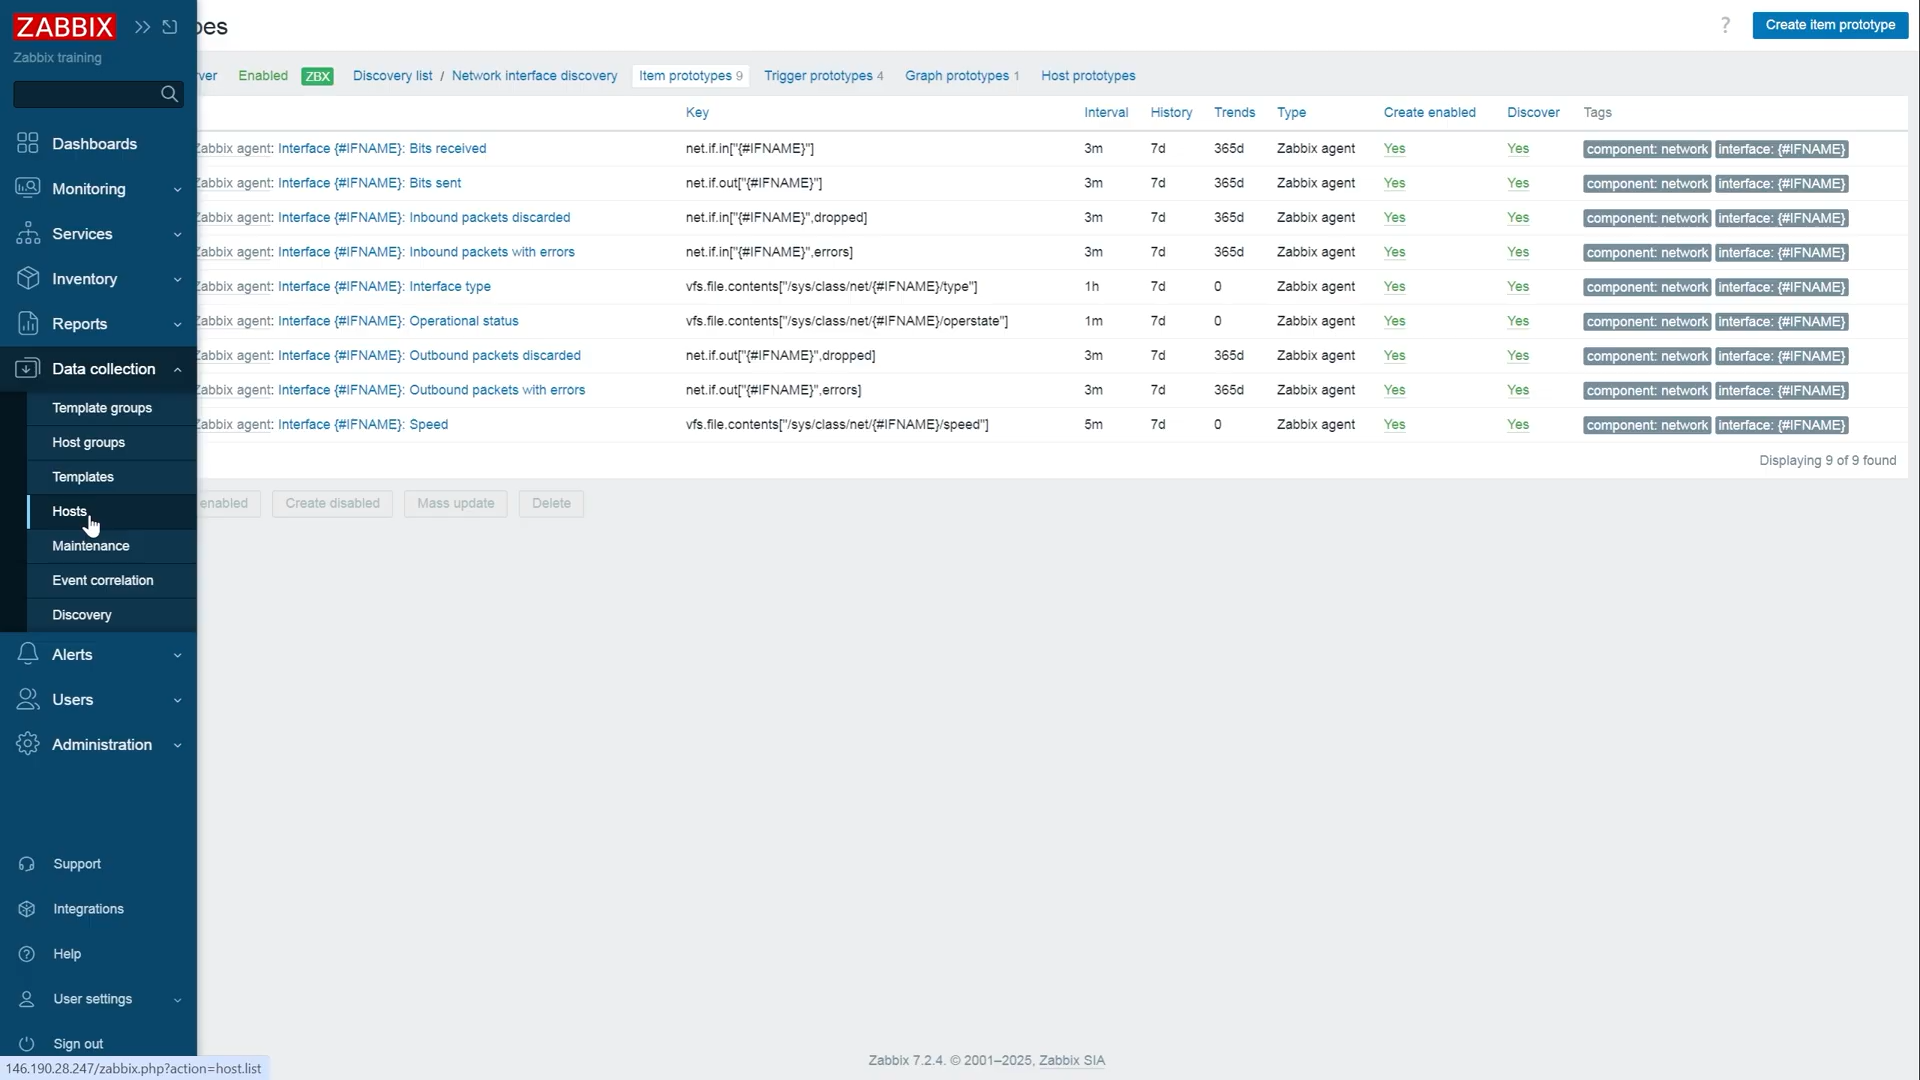 ZABBIX
Zabbix training
Dashboards
Monitoring
Services
Inventory
Reports
Data collection
Template groups
Host groups
Templates
Hosts
Maintenance
Event correlation
Discovery
Alerts
Users
Administration
Support
Integrations
Help
User settings
Sign out
146.190.28.247/zabbix.php?action=host.list
pes
? Create item prototype
ver Enabled ZBX Discovery list / Network interface discovery Item prototypes 9 Trigger prototypes 4 Graph prototypes 1 Host prototypes
Key Interval History Trends Type Create enabled Discover Tags
Zabbix agent: Interface {#IFNAME}: Bits received net.if.in["{#IFNAME}"] 3m 7d 365d Zabbix agent Yes Yes component: network interface: {#IFNAME}
Zabbix agent: Interface {#IFNAME}: Bits sent net.if.out["{#IFNAME}"] 3m 7d 365d Zabbix agent Yes Yes component: network interface: {#IFNAME}
Zabbix agent: Interface {#IFNAME}: Inbound packets discarded net.if.in["{#IFNAME}",dropped] 3m 7d 365d Zabbix agent Yes Yes component: network interface: {#IFNAME}
Zabbix agent: Interface {#IFNAME}: Inbound packets with errors net.if.in["{#IFNAME}",errors] 3m 7d 365d Zabbix agent Yes Yes component: network interface: {#IFNAME}
Zabbix agent: Interface {#IFNAME}: Interface type vfs.file.contents["/sys/class/net/{#IFNAME}/type"] 1h 7d 0 Zabbix agent Yes Yes component: network interface: {#IFNAME}
Zabbix agent: Interface {#IFNAME}: Operational status vfs.file.contents["/sys/class/net/{#IFNAME}/operstate"] 1m 7d 0 Zabbix agent Yes Yes component: network interface: {#IFNAME}
Zabbix agent: Interface {#IFNAME}: Outbound packets discarded net.if.out["{#IFNAME}",dropped] 3m 7d 365d Zabbix agent Yes Yes component: network interface: {#IFNAME}
Zabbix agent: Interface {#IFNAME}: Outbound packets with errors net.if.out["{#IFNAME}",errors] 3m 7d 365d Zabbix agent Yes Yes component: network interface: {#IFNAME}
Zabbix agent: Interface {#IFNAME}: Speed vfs.file.contents["/sys/class/net/{#IFNAME}/speed"] 5m 7d 0 Zabbix agent Yes Yes component: network interface: {#IFNAME}
Displaying 9 of 9 found
enabled Create disabled Mass update Delete
Zabbix 7.2.4. © 2001–2025, Zabbix SIA